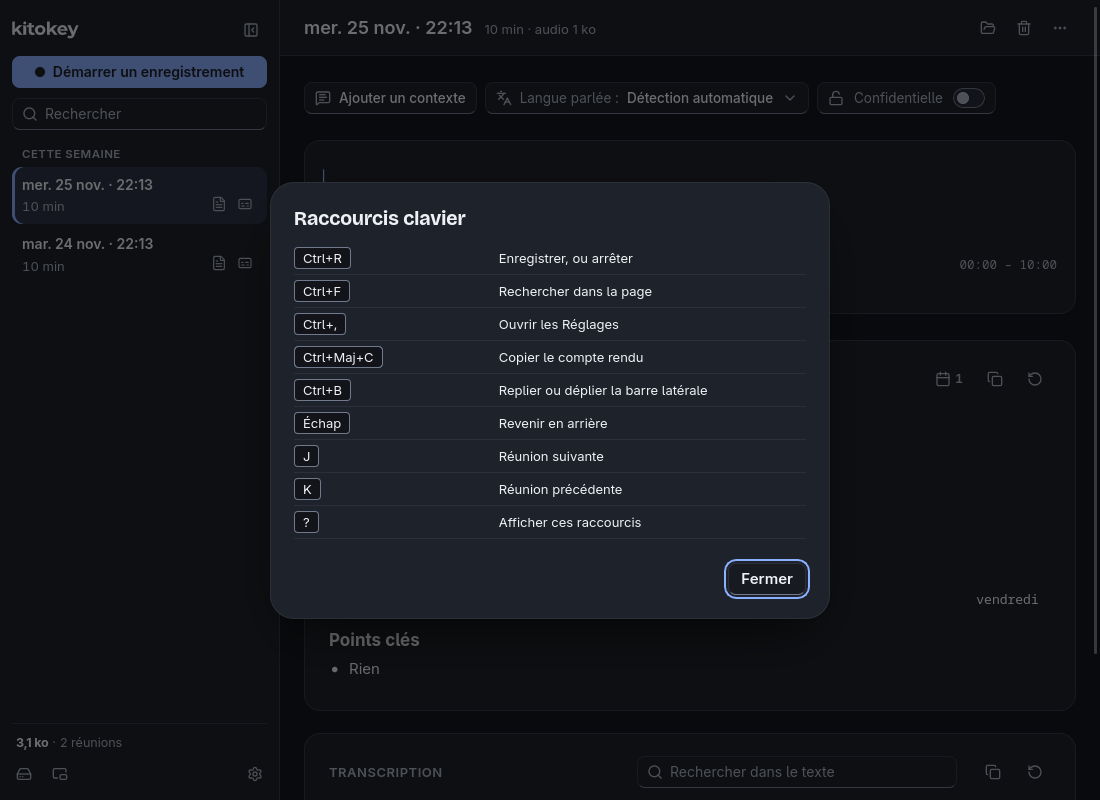 kitokey
Démarrer un enregistrement
Rechercher
CETTE SEMAINE
mer. 25 nov. · 22:13
10 min
mar. 24 nov. · 22:13
10 min
3,1 ko · 2 réunions
mer. 25 nov. · 22:13 10 min · audio 1 ko
Ajouter un contexte Langue parlée : Détection automatique Confidentielle
00:00 – 10:00
1
Raccourcis clavier
Ctrl+R Enregistrer, ou arrêter
Ctrl+F Rechercher dans la page
Ctrl+, Ouvrir les Réglages
Ctrl+Maj+C Copier le compte rendu
Ctrl+B Replier ou déplier la barre latérale
Échap Revenir en arrière
J Réunion suivante
K Réunion précédente
? Afficher ces raccourcis
Fermer
vendredi
Points clés
• Rien
TRANSCRIPTION Rechercher dans le texte